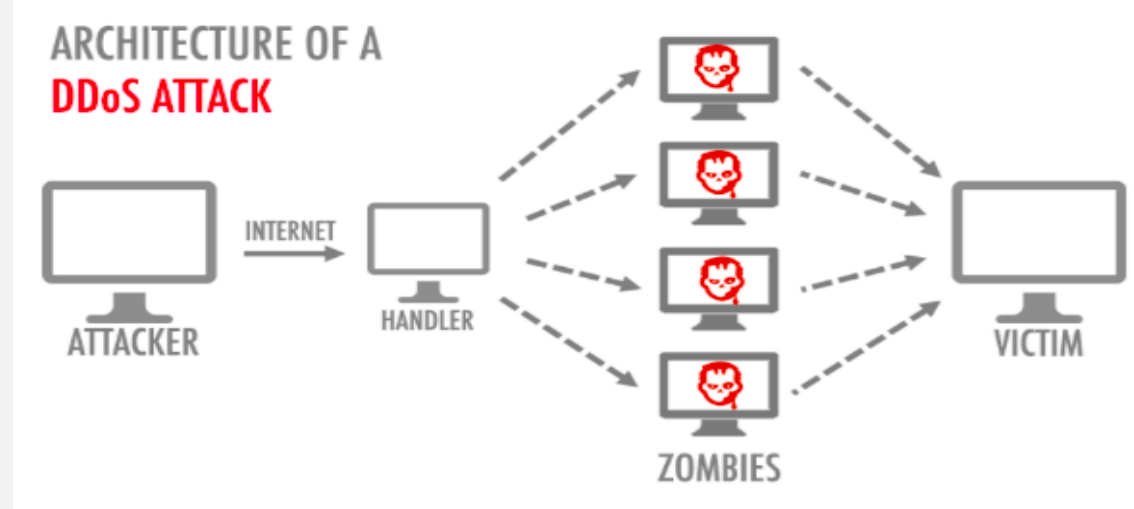 ARCHITECTURE OF A
DDoS ATTACK
INTERNET
ATTACKER
HANDLER
ZOMBIES
VICTIM